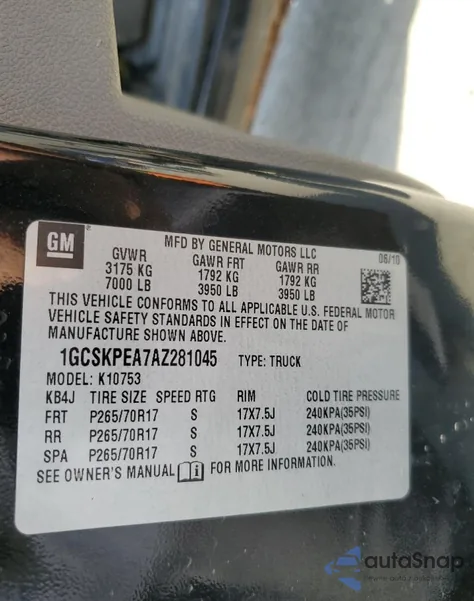 GM
MFD BY GENERAL MOTORS LLC
06/10
GVWR GAWR FRT GAWR RR
3175 KG 1792 KG 1792 KG
7000 LB 3950 LB 3950 LB
THIS VEHICLE CONFORMS TO ALL APPLICABLE U.S. FEDERAL MOTOR
VEHICLE SAFETY STANDARDS IN EFFECT ON THE DATE OF
MANUFACTURE SHOWN ABOVE.
1GCSKPEA7AZ281045 TYPE: TRUCK
MODEL: K10753
KB4J TIRE SIZE SPEED RTG RIM COLD TIRE PRESSURE
FRT P265/70R17 S 17X7.5J 240KPA(35PSI)
RR P265/70R17 S 17X7.5J 240KPA(35PSI)
SPA P265/70R17 S 17X7.5J 240KPA(35PSI)
SEE OWNER'S MANUAL FOR MORE INFORMATION.
autoSnap